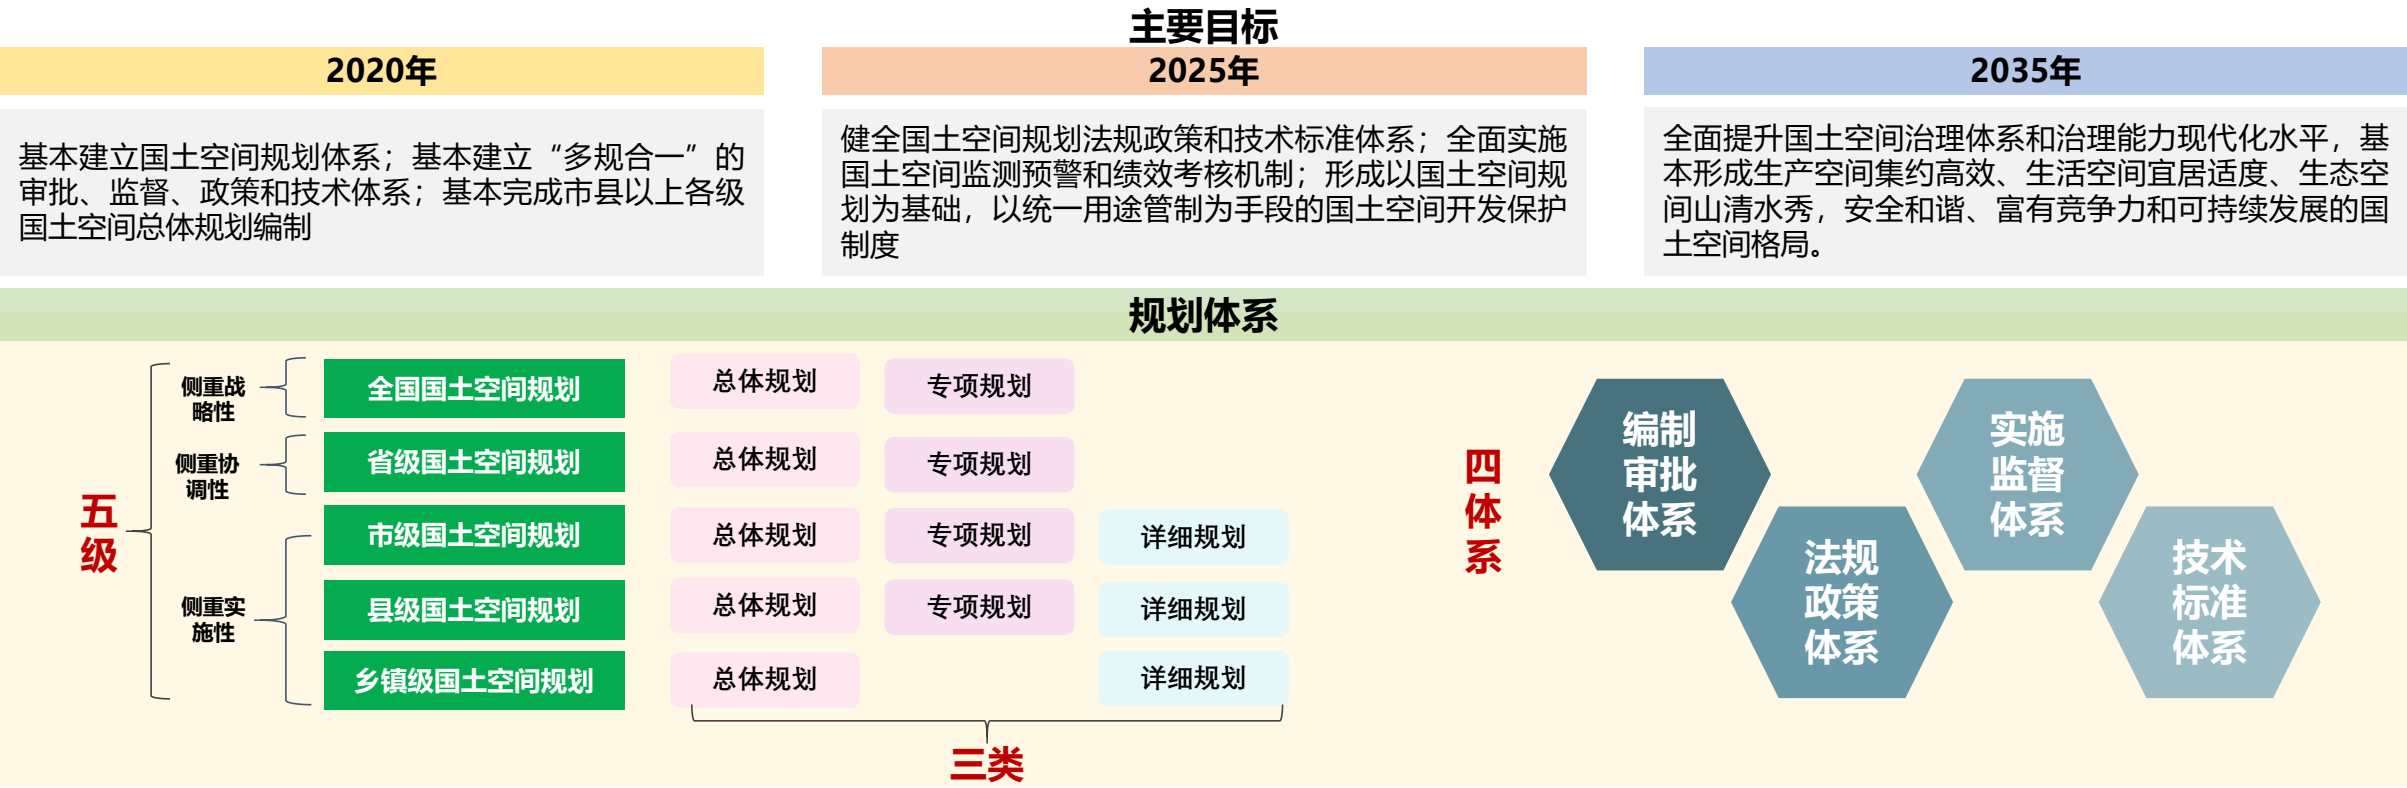 主要目标
2020年
基本建立国土空间规划体系；基本建立“多规合一”的
审批、监督、政策和技术体系；基本完成市县以上各级
国土空间总体规划编制
2025年
健全国土空间规划法规政策和技术标准体系；全面实施
国土空间监测预警和绩效考核机制；形成以国土空间规
划为基础，以统一用途管制为手段的国土空间开发保护
制度
2035年
全面提升国土空间治理体系和治理能力现代化水平，基
本形成生产空间集约高效、生活空间宜居适度、生态空
间山清水秀，安全和谐、富有竞争力和可持续发展的国
土空间格局。
规划体系
五
级
侧重战
略性
全国国土空间规划
总体规划
专项规划
侧重协
调性
省级国土空间规划
总体规划
专项规划
侧重实
施性
市级国土空间规划
总体规划
专项规划
详细规划
县级国土空间规划
总体规划
专项规划
详细规划
乡镇级国土空间规划
总体规划
详细规划
三类
四
体
系
编制
审批
体系
法规
政策
体系
实施
监督
体系
技术
标准
体系